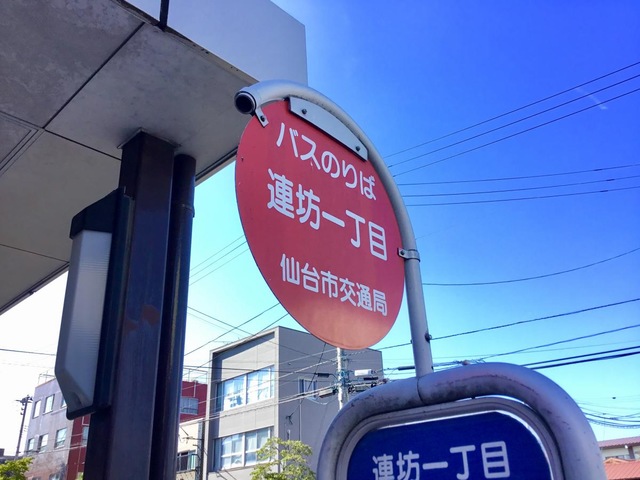 バスのりば
連坊一丁目
仙台市交通局
連坊一丁目